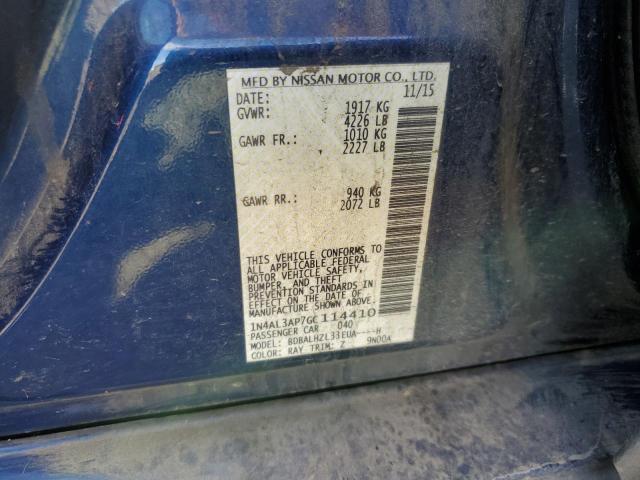 MFD BY NISSAN MOTOR CO., LTD.
DATE: 11/15
GVWR: 1917 KG
4226 LB
GAWR FR.: 1010 KG
2227 LB
GAWR RR.: 940 KG
2072 LB
THIS VEHICLE CONFORMS TO
ALL APPLICABLE FEDERAL
MOTOR VEHICLE SAFETY,
BUMPER, AND THEFT
PREVENTION STANDARDS IN
EFFECT ON THE DATE OF
MANUFACTURE SHOWN ABOVE.
1N4AL3AP7GC114410
PASSENGER CAR 040
MODEL: BDBALHZL33EUA----H
COLOR: RAY TRIM: Z 9N00A